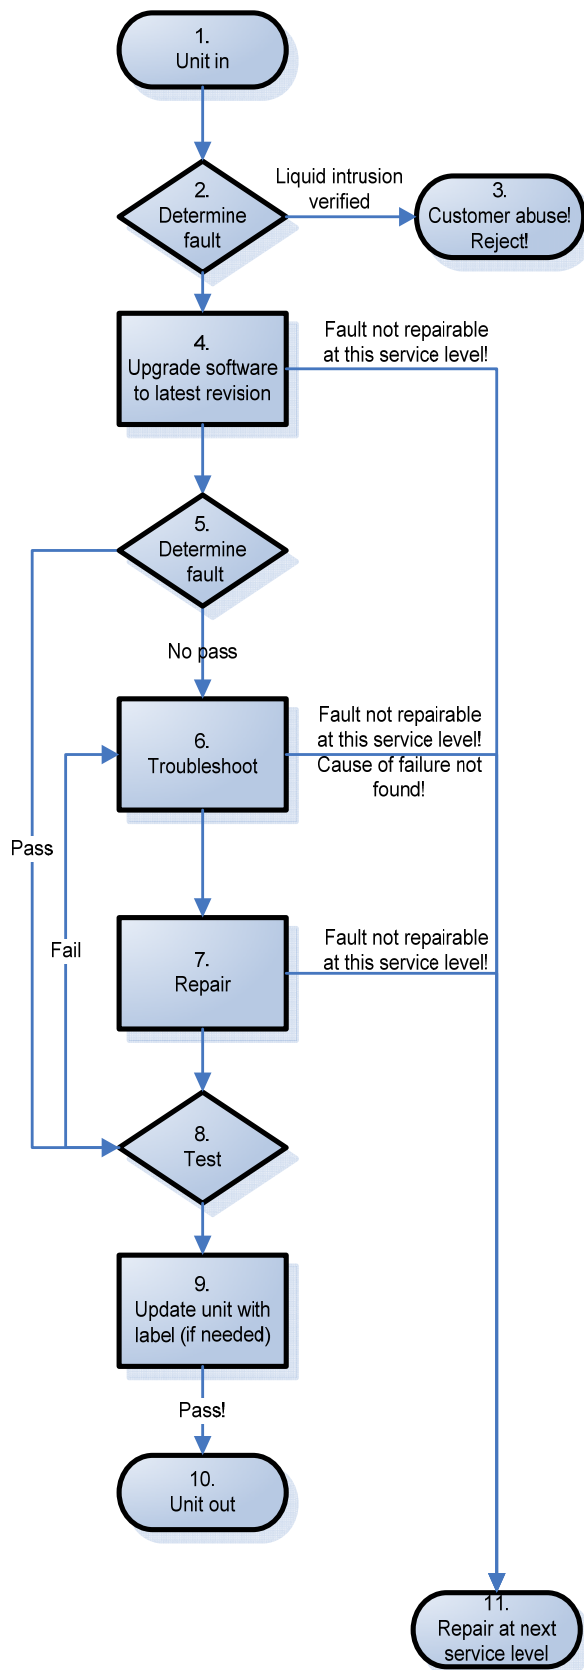 1.
Unit in
2.
Determine
fault
Liquid intrusion
verified
3.
Customer abuse!
Reject!
4.
Upgrade software
to latest revision
Fault not repairable
at this service level!
5.
Determine
fault
No pass
6.
Troubleshoot
Fault not repairable
at this service level!
Cause of failure not
found!
Pass
Fail
7.
Repair
Fault not repairable
at this service level!
8.
Test
9.
Update unit with
label (if needed)
Pass!
10.
Unit out
11.
Repair at next
service level